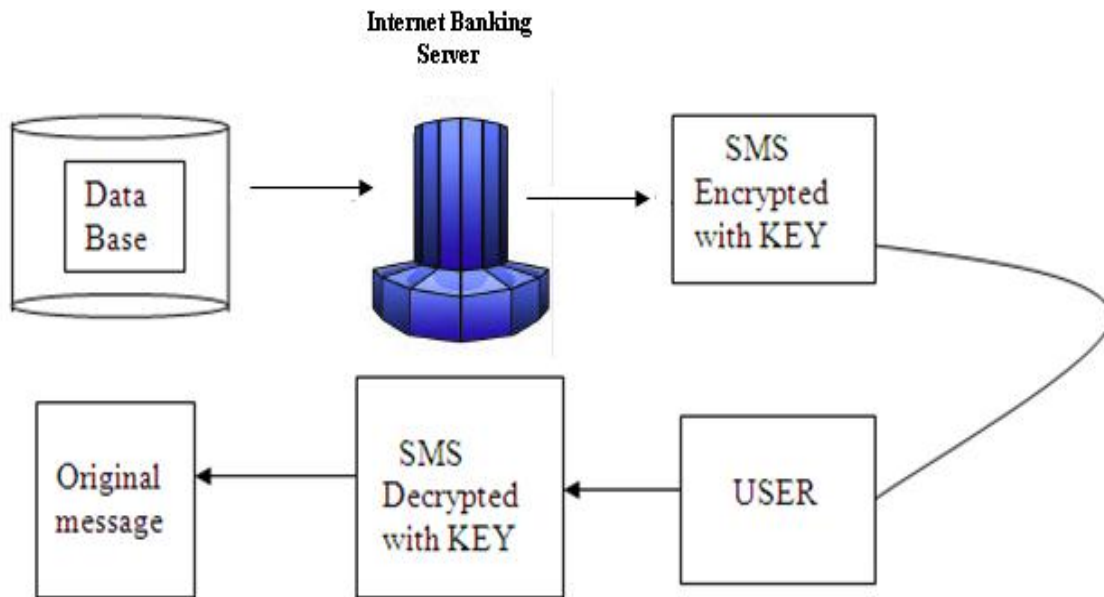 Internet Banking
Server
Data
Base
SMS
Encrypted
with KEY
Original
message
SMS
Decrypted
with KEY
USER